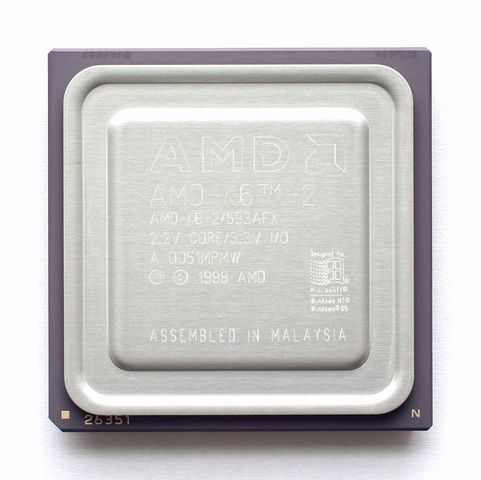 AMD
AMD-K6™-2
AMD-K6-2/533AFX
2.2V CORE/3.3V I/O
A 0051MPMW
ⓜ © 1998 AMD
Designed for
Microsoft®
Windows NT®
Windows®95
ASSEMBLED IN MALAYSIA
26351
N